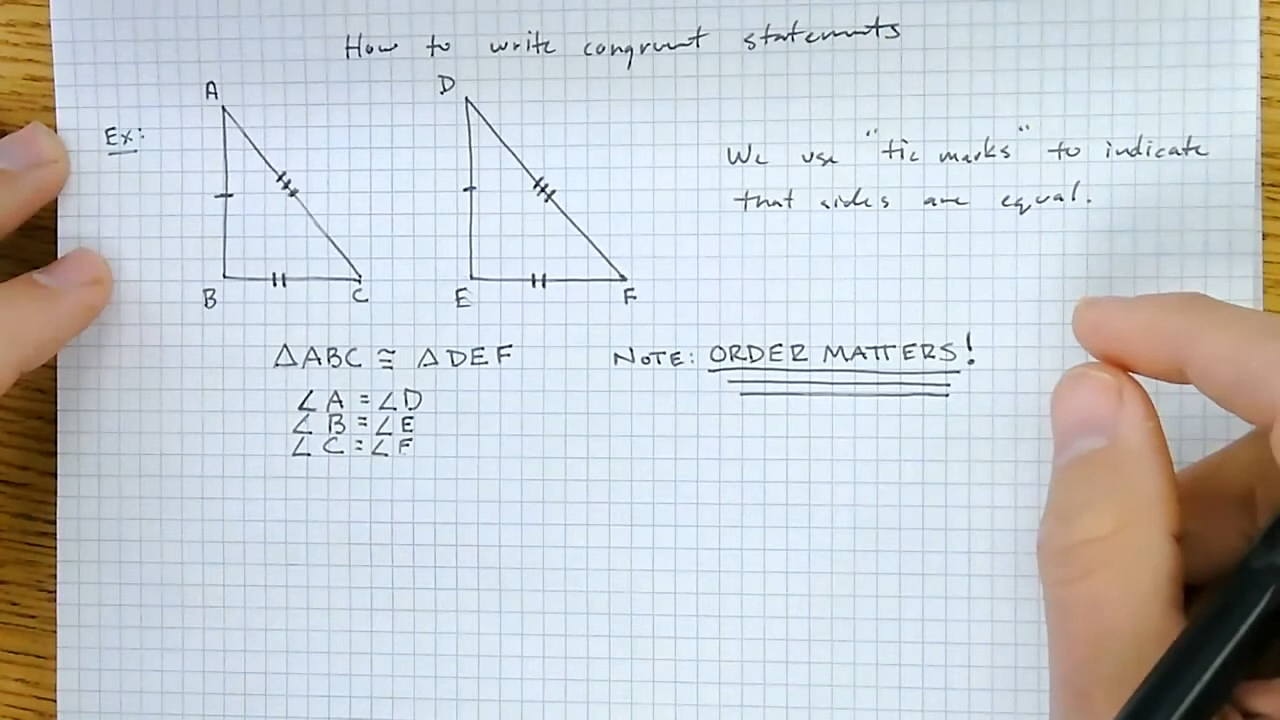 How to write congruent statements
A
D
Ex:
We use "tic marks" to indicate
that sides are equal.
B
C
E
F
△ABC ≅ △DEF
NOTE: ORDER MATTERS!
∠A = ∠D
∠B = ∠E
∠C = ∠F